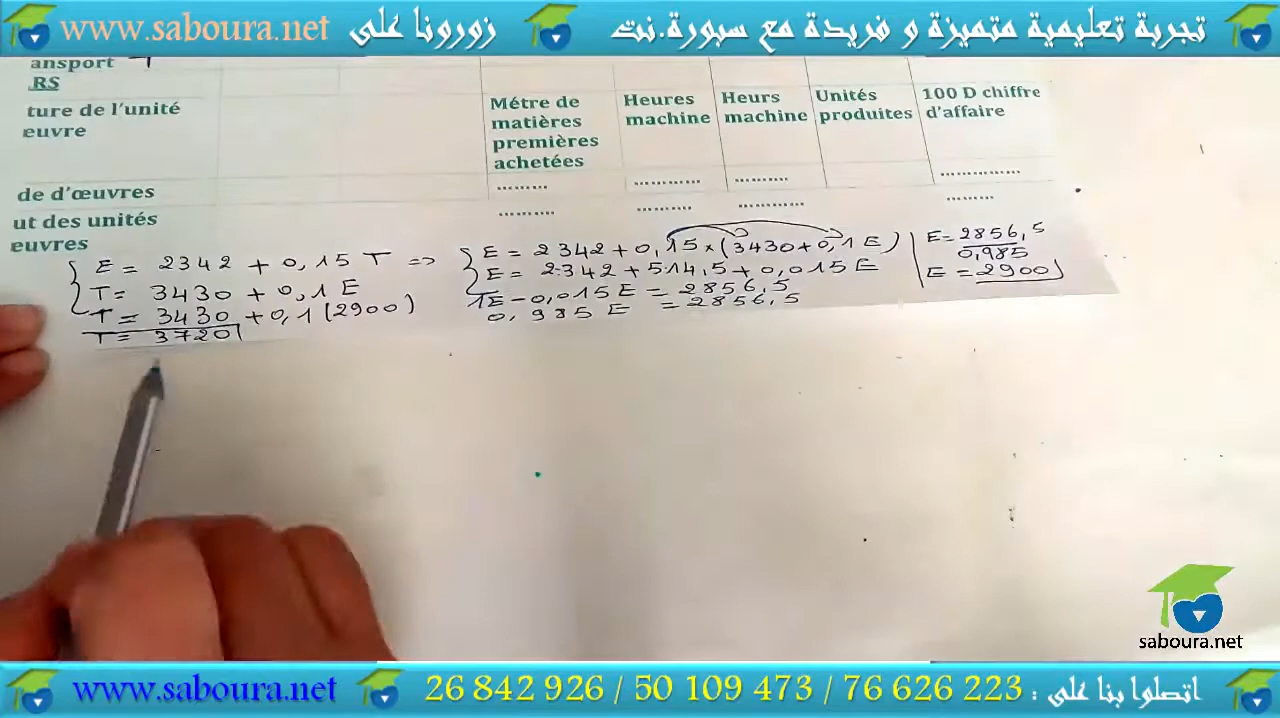 www.saboura.net زورونا على تجربة تعليمية متميزة و فريدة مع سبورة.نت
ansport
RS
ture de l'unité
euvre
Métre de matières premières achetées
Heures machine
Heurs machine
Unités produites
100 D chiffre d'affaire
de d'œuvres ......... ............ ......... ..............
ut des unités .......... .......... ............ .........
euvres
E = 2342 + 0,15 T =>
T = 3430 + 0,1 E
T = 3430 + 0,1 (2900)
T = 3720
E = 2342 + 0,15 × (3430 + 0,1 E)
E = 2342 + 514,5 + 0,015 E
1E - 0,015 E = 2856,5
0,985 E = 2856,5
E = 2856,5
0,985
E = 2900
saboura.net
www.saboura.net 26 842 926 / 50 109 473 / 76 626 223 : اتصلوا بنا على